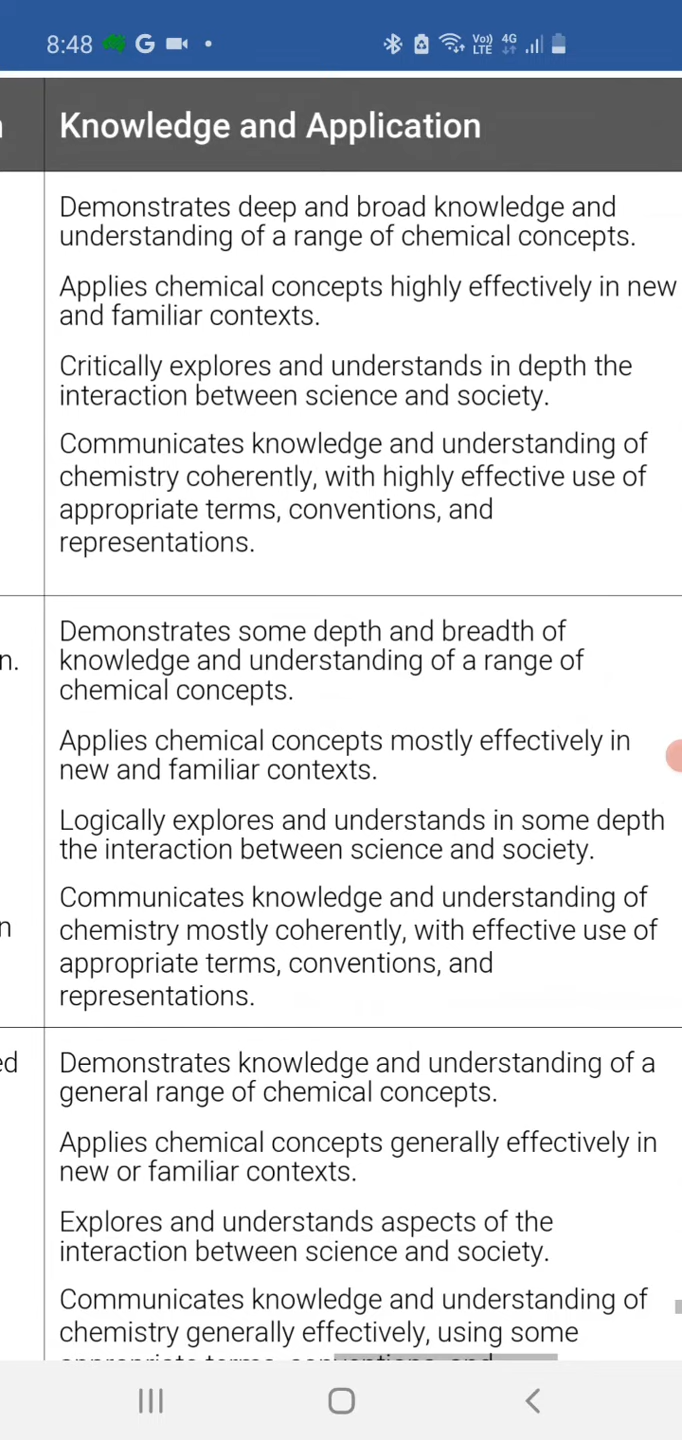 8:48 G Vo)) 4G
LTE
Knowledge and Application
Demonstrates deep and broad knowledge and
understanding of a range of chemical concepts.
Applies chemical concepts highly effectively in new
and familiar contexts.
Critically explores and understands in depth the
interaction between science and society.
Communicates knowledge and understanding of
chemistry coherently, with highly effective use of
appropriate terms, conventions, and
representations.
Demonstrates some depth and breadth of
n. knowledge and understanding of a range of
chemical concepts.
Applies chemical concepts mostly effectively in
new and familiar contexts.
Logically explores and understands in some depth
the interaction between science and society.
Communicates knowledge and understanding of
n chemistry mostly coherently, with effective use of
appropriate terms, conventions, and
representations.
ed Demonstrates knowledge and understanding of a
general range of chemical concepts.
Applies chemical concepts generally effectively in
new or familiar contexts.
Explores and understands aspects of the
interaction between science and society.
Communicates knowledge and understanding of
chemistry generally effectively, using some